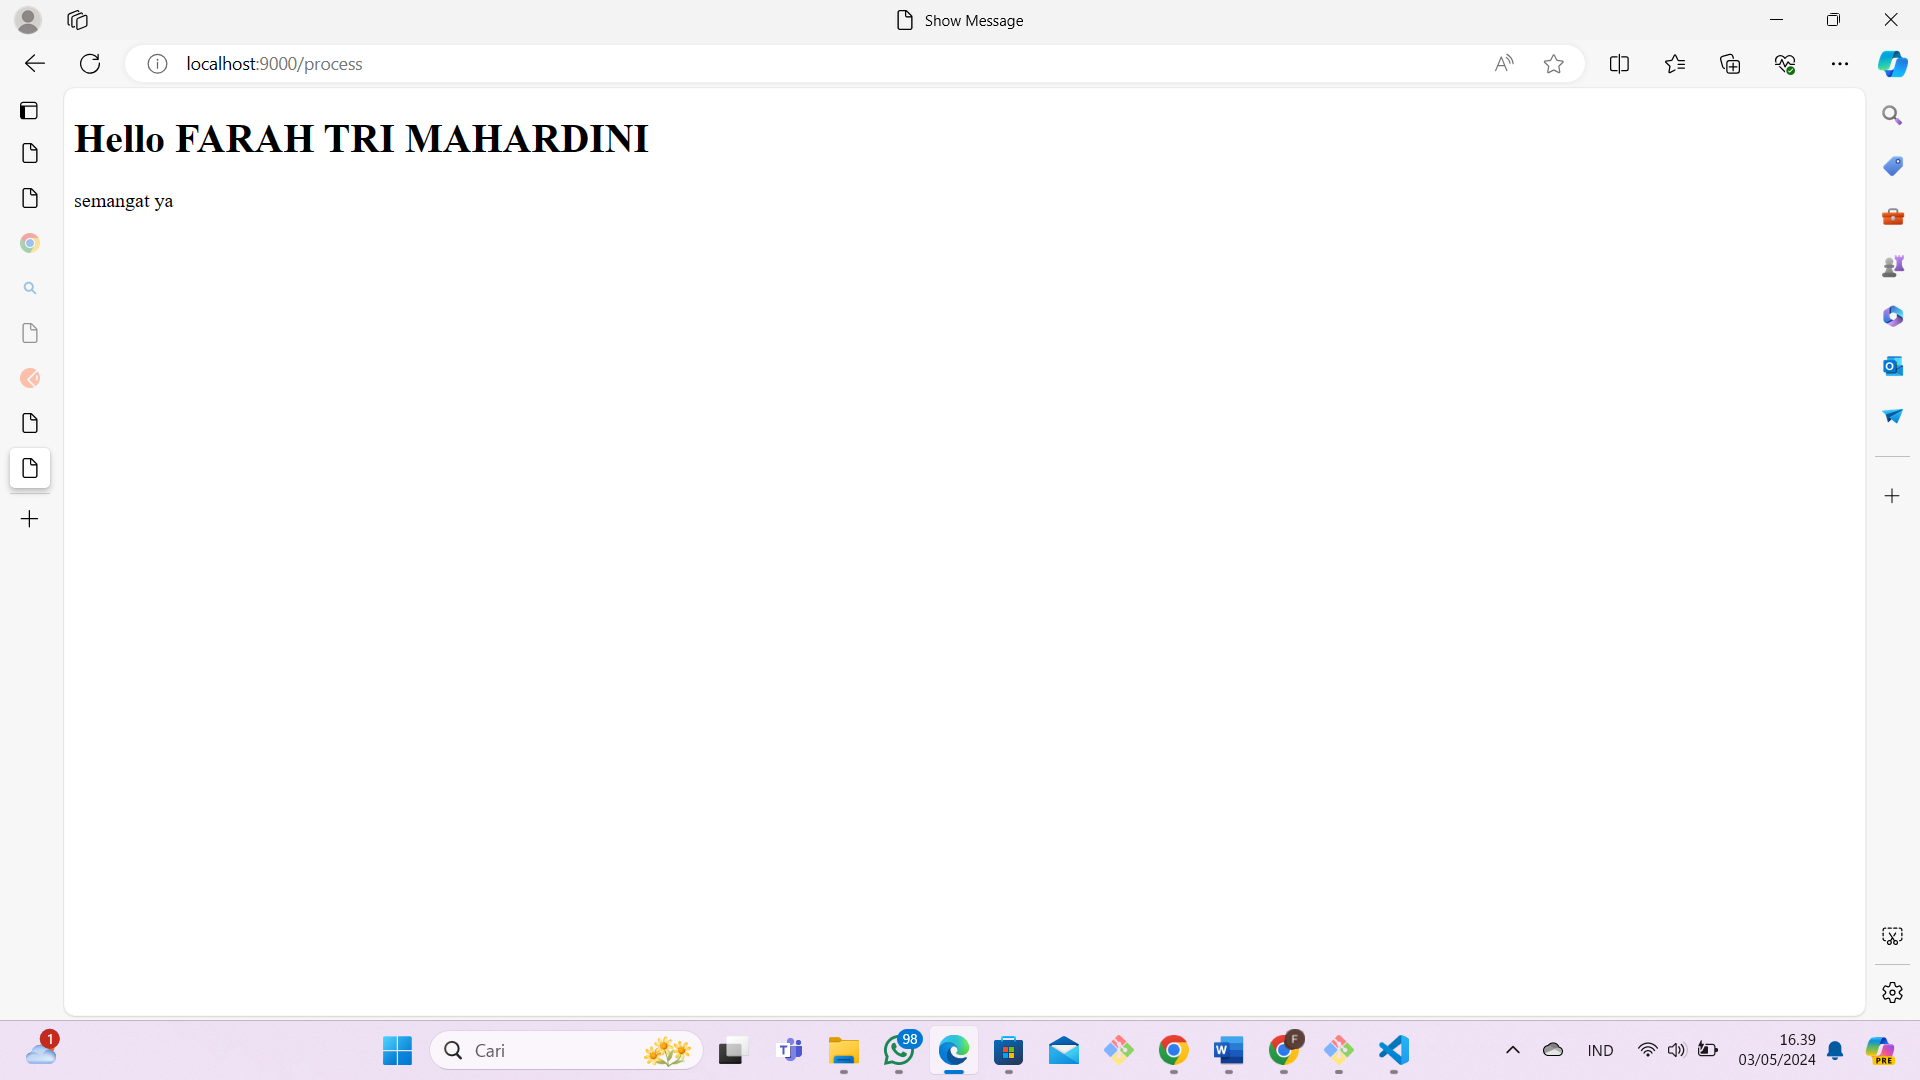 Show Message
localhost:9000/process
Hello FARAH TRI MAHARDINI
semangat ya
1
Cari
98
F
IND
16.39
03/05/2024
PRE